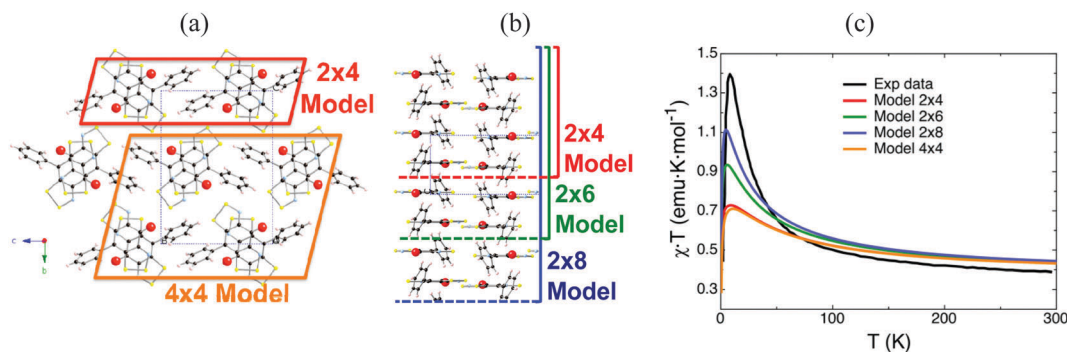 (a)
(b)
(c)
2x4
Model
4x4 Model
c
b
2x4
Model
2x6
Model
2x8
Model
χ·T (emu·K·mol⁻¹)
1.5
1.3
1.1
0.9
0.7
0.5
0.3
Exp data
Model 2x4
Model 2x6
Model 2x8
Model 4x4
0
100
200
300
T (K)